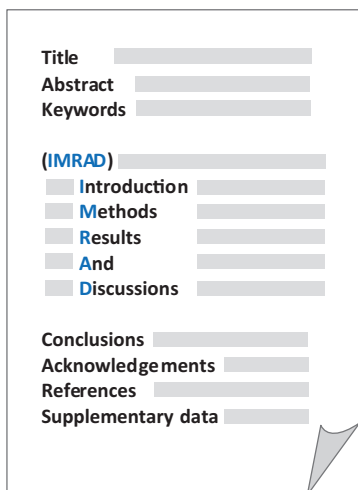 Title
Abstract
Keywords
(IMRAD)
Introduction
Methods
Results
And
Discussions
Conclusions
Acknowledgements
References
Supplementary data